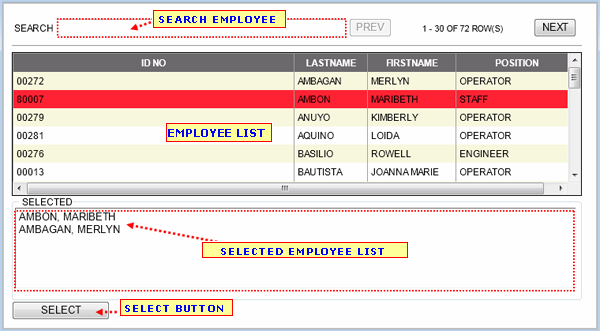 SEARCH EMPLOYEE
SEARCH PREV 1 - 30 OF 72 ROW(S) NEXT
ID NO LASTNAME FIRSTNAME POSITION
00272 AMBAGAN MERLYN OPERATOR
80007 AMBON MARIBETH STAFF
00279 ANUYO KIMBERLY OPERATOR
EMPLOYEE LIST
00281 AQUINO LOIDA OPERATOR
00276 BASILIO ROWELL ENGINEER
00013 BAUTISTA JOANNA MARIE OPERATOR
SELECTED
AMBON, MARIBETH
AMBAGAN, MERLYN
SELECTED EMPLOYEE LIST
SELECT SELECT BUTTON